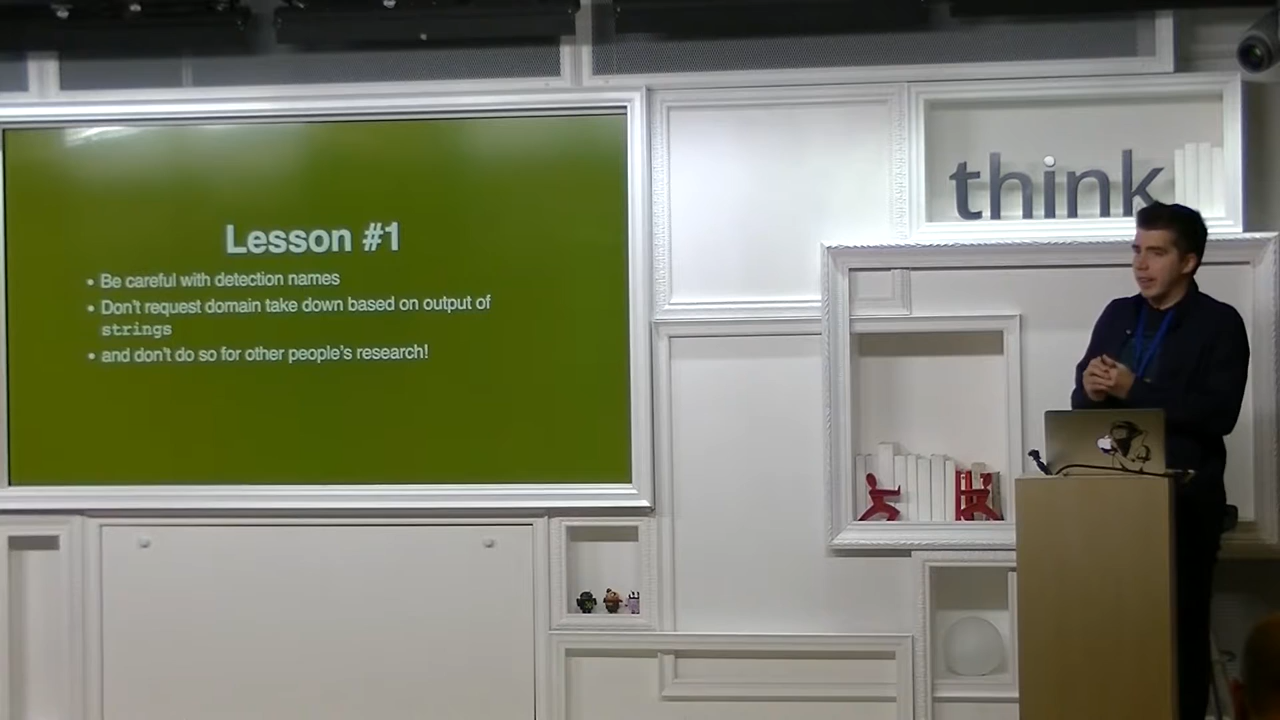 Lesson #1
• Be careful with detection names
• Don't request domain take down based on output of
strings
• and don't do so for other people's research!
think